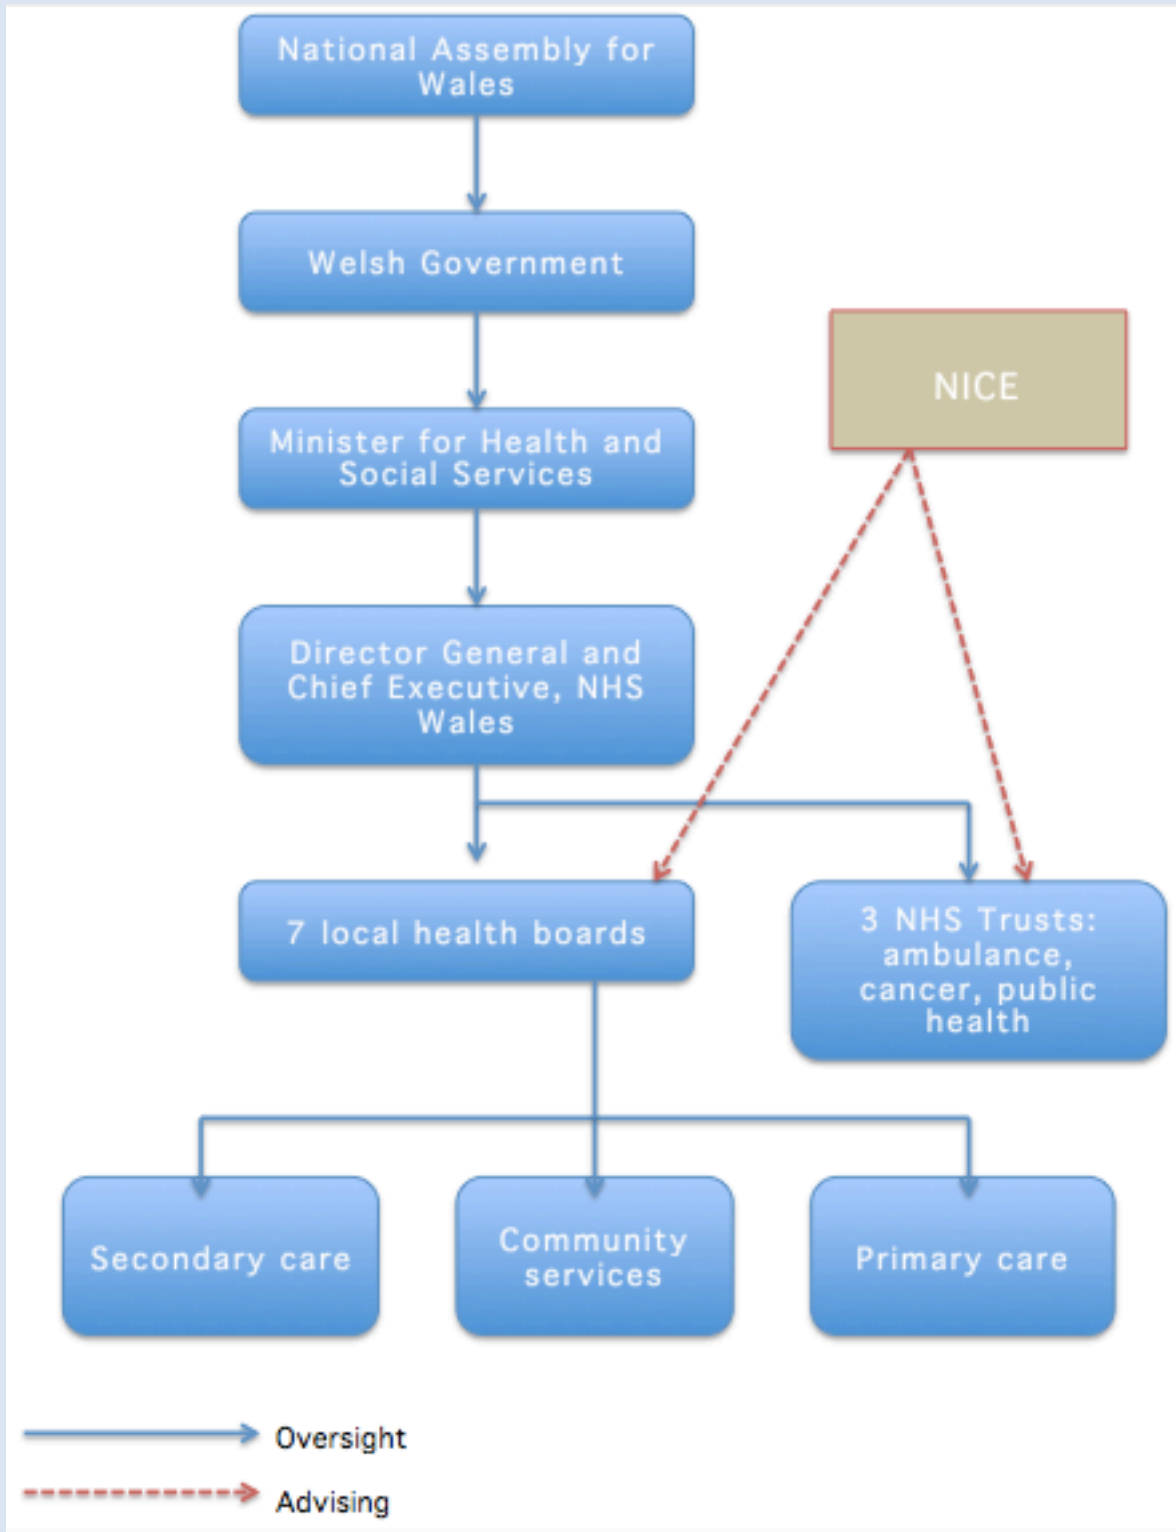 National Assembly for
Wales
Welsh Government
NICE
Minister for Health and
Social Services
Director General and
Chief Executive, NHS
Wales
7 local health boards
3 NHS Trusts:
ambulance,
cancer, public
health
Secondary care
Community
services
Primary care
Oversight
Advising